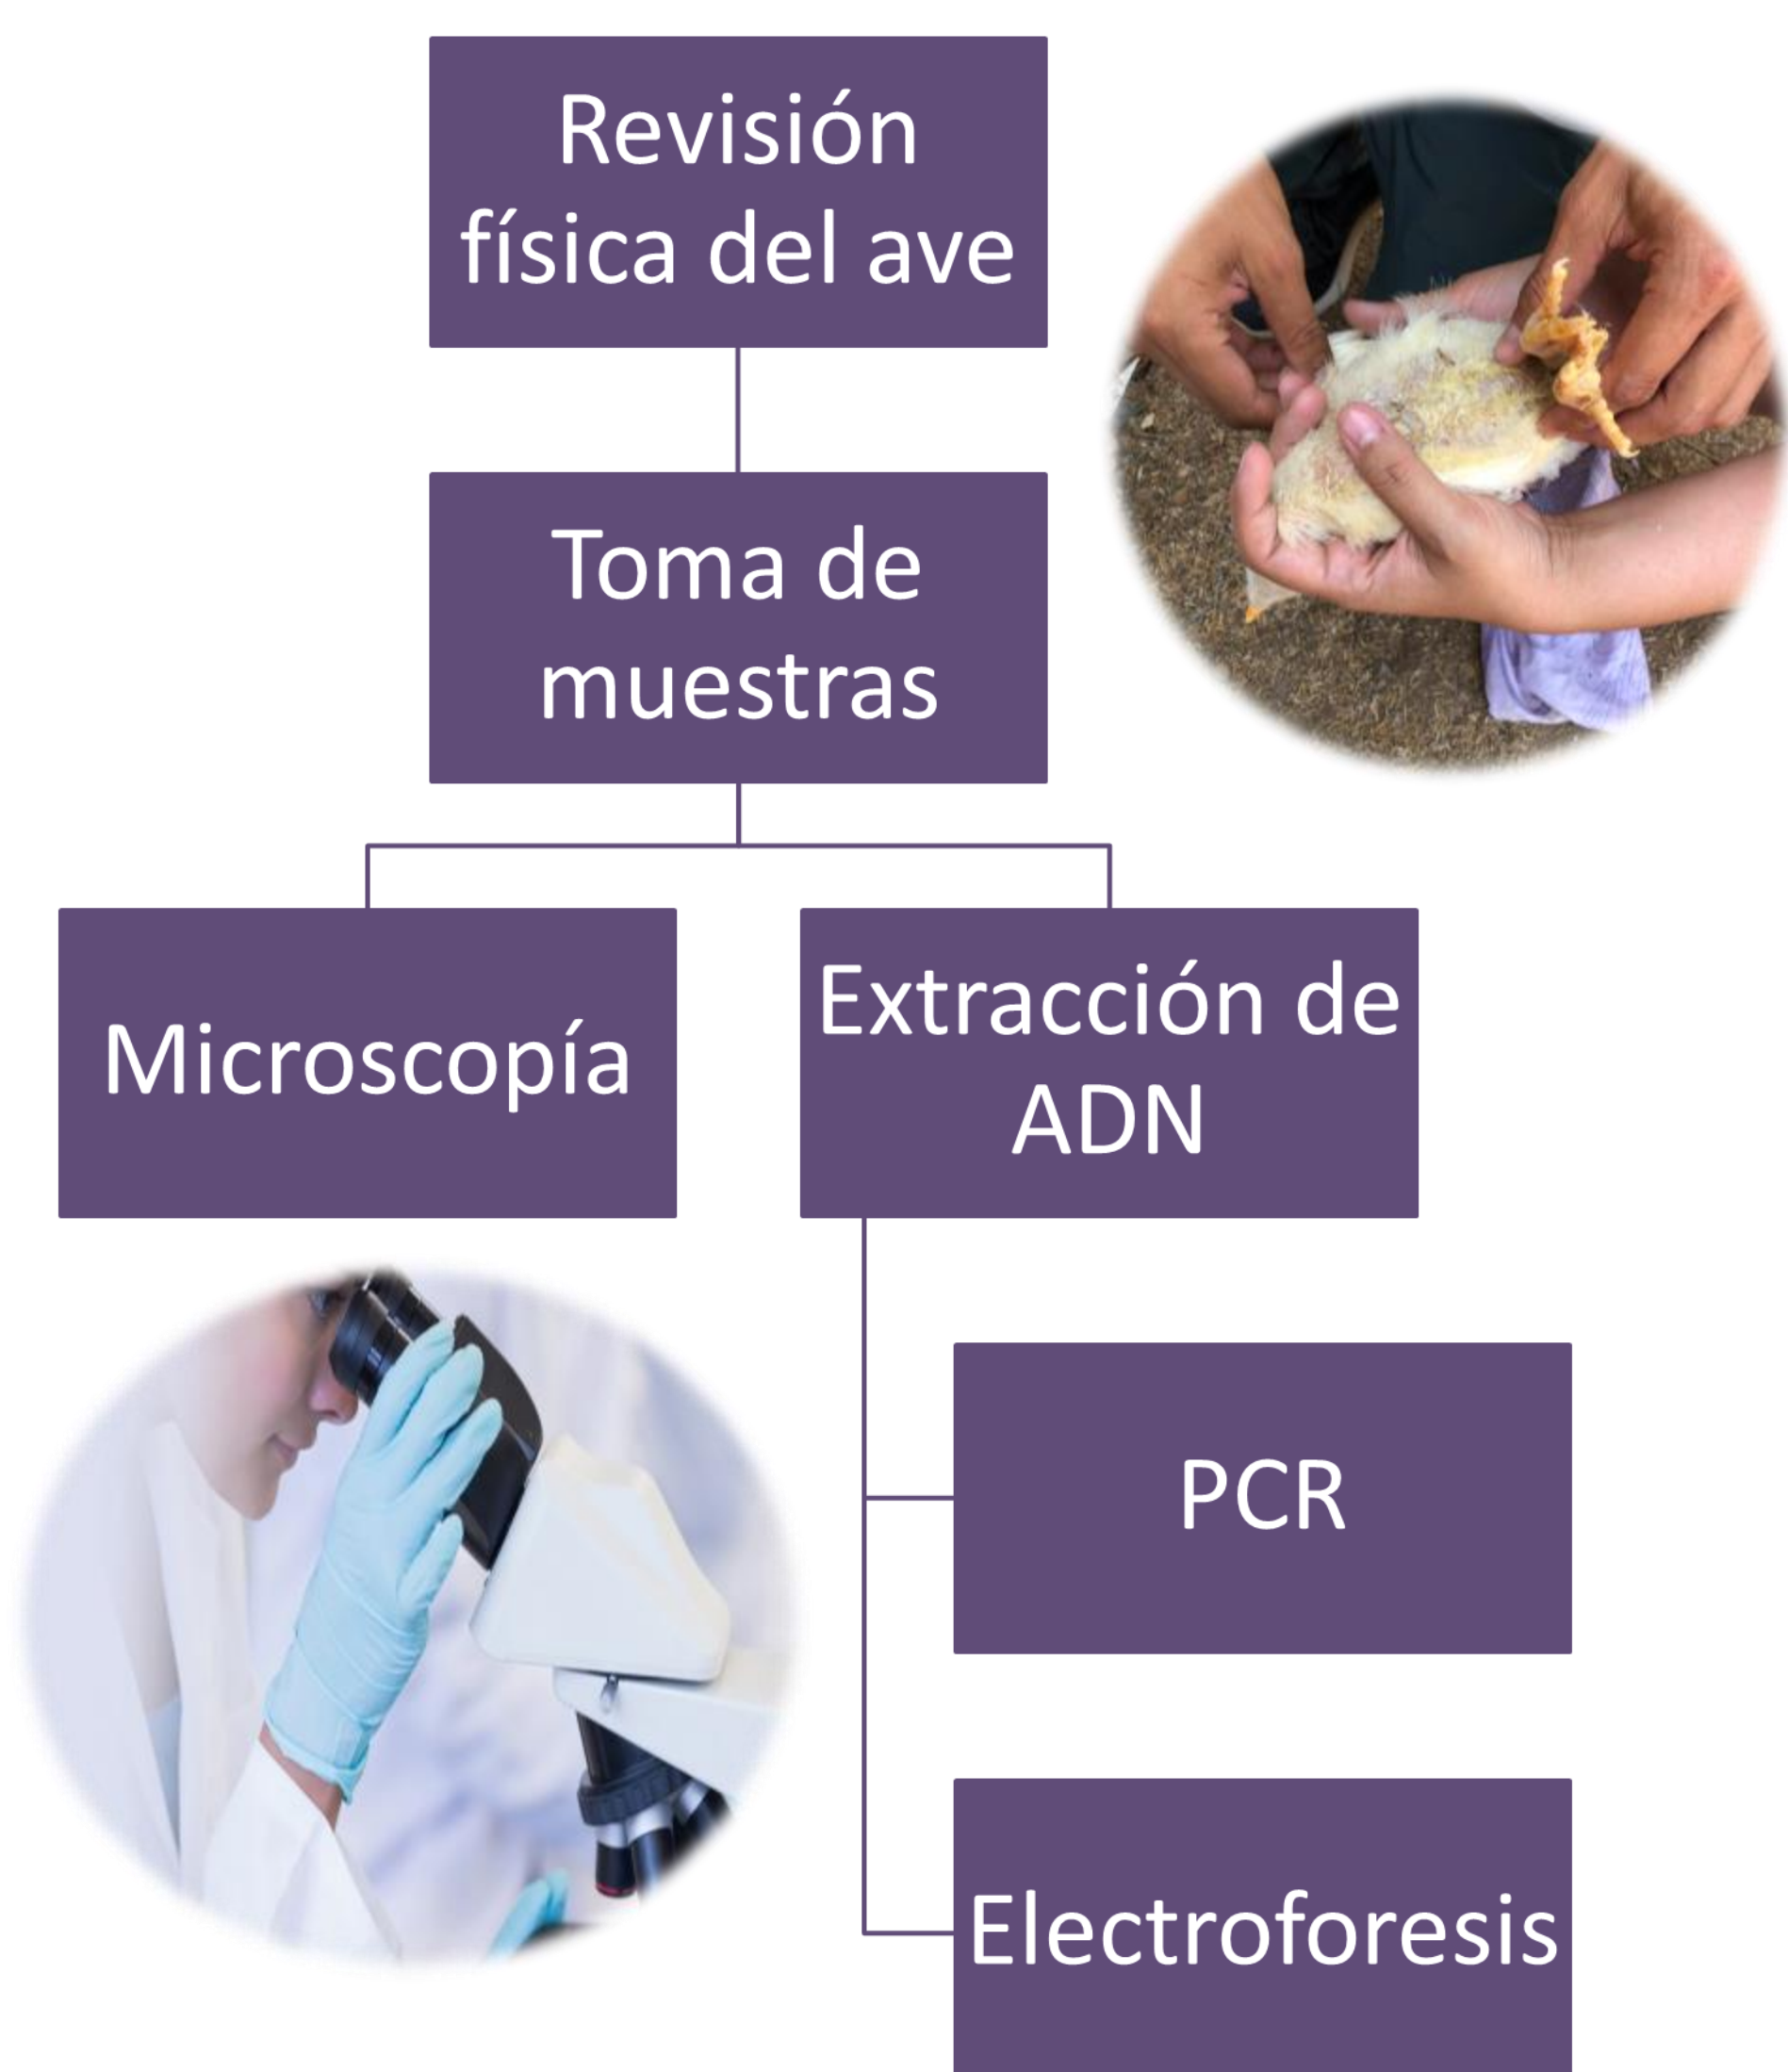 Revisión
física del ave
Toma de
muestras
Microscopía
Extracción de
ADN
PCR
Electroforesis